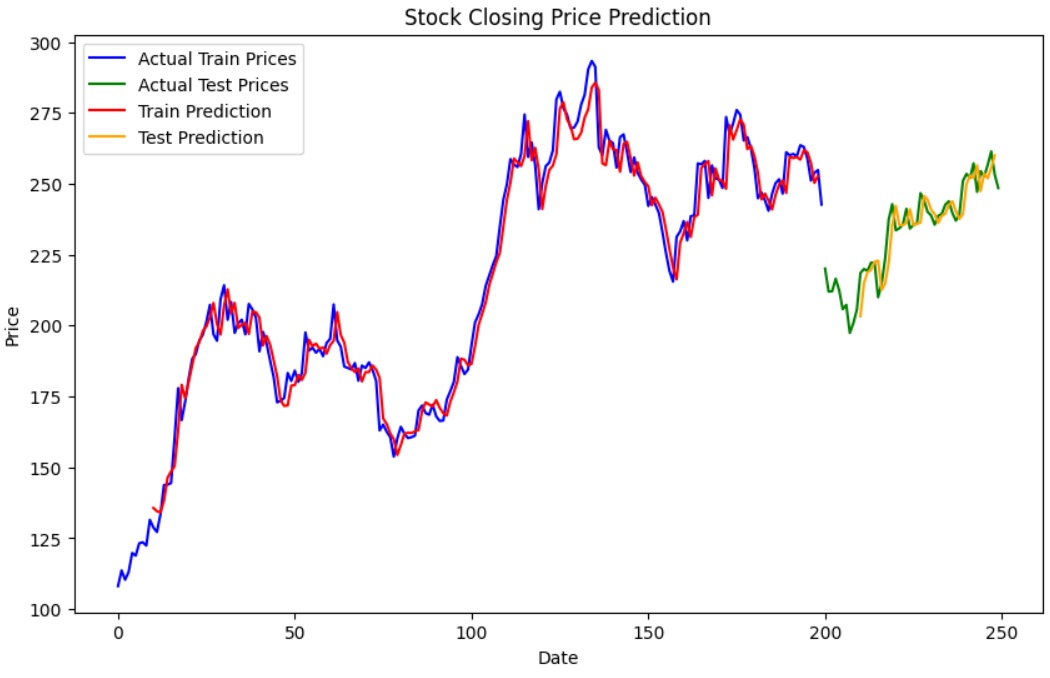 Stock Closing Price Prediction
300
275
250
225
200
175
150
125
100
Price
Actual Train Prices
Actual Test Prices
Train Prediction
Test Prediction
0 50 100 150 200 250
Date